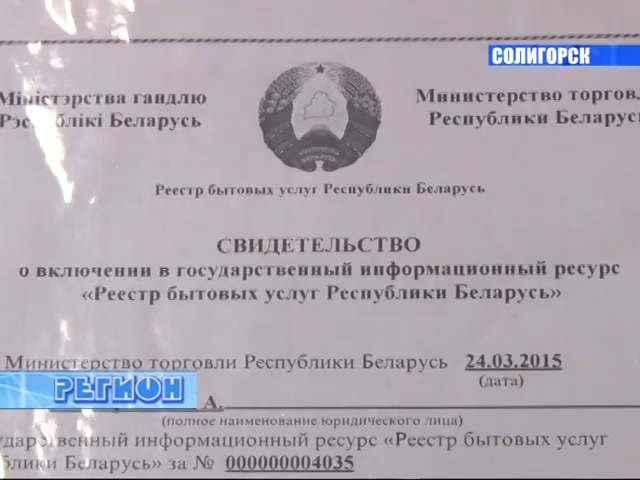 СОЛИГОРСК
Міністэрства гандлю
Рэспублікі Беларусь
Министерство торговл
Республики Беларусь
Реестр бытовых услуг Республики Беларусь
СВИДЕТЕЛЬСТВО
о включении в государственный информационный ресурс
«Реестр бытовых услуг Республики Беларусь»
Министерство торговли Республики Беларусь 24.03.2015
(дата)
РЕГИОН
А.
(полное наименование юридического лица)
ударственный информационный ресурс «Реестр бытовых услуг
блики Беларусь» за № 000000004035